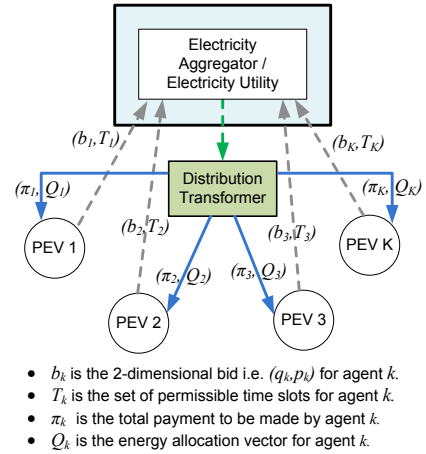 Electricity
Aggregator /
Electricity Utility
(b1,T1)
(bK,TK)
(π1, Q1)
Distribution
Transformer
(πK, QK)
(b2,T2)
(b3,T3)
PEV 1
PEV K
(π2, Q2)
(π3, Q3)
PEV 2
PEV 3
• bk is the 2-dimensional bid i.e. (qk,pk) for agent k.
• Tk is the set of permissible time slots for agent k.
• πk is the total payment to be made by agent k.
• Qk is the energy allocation vector for agent k.